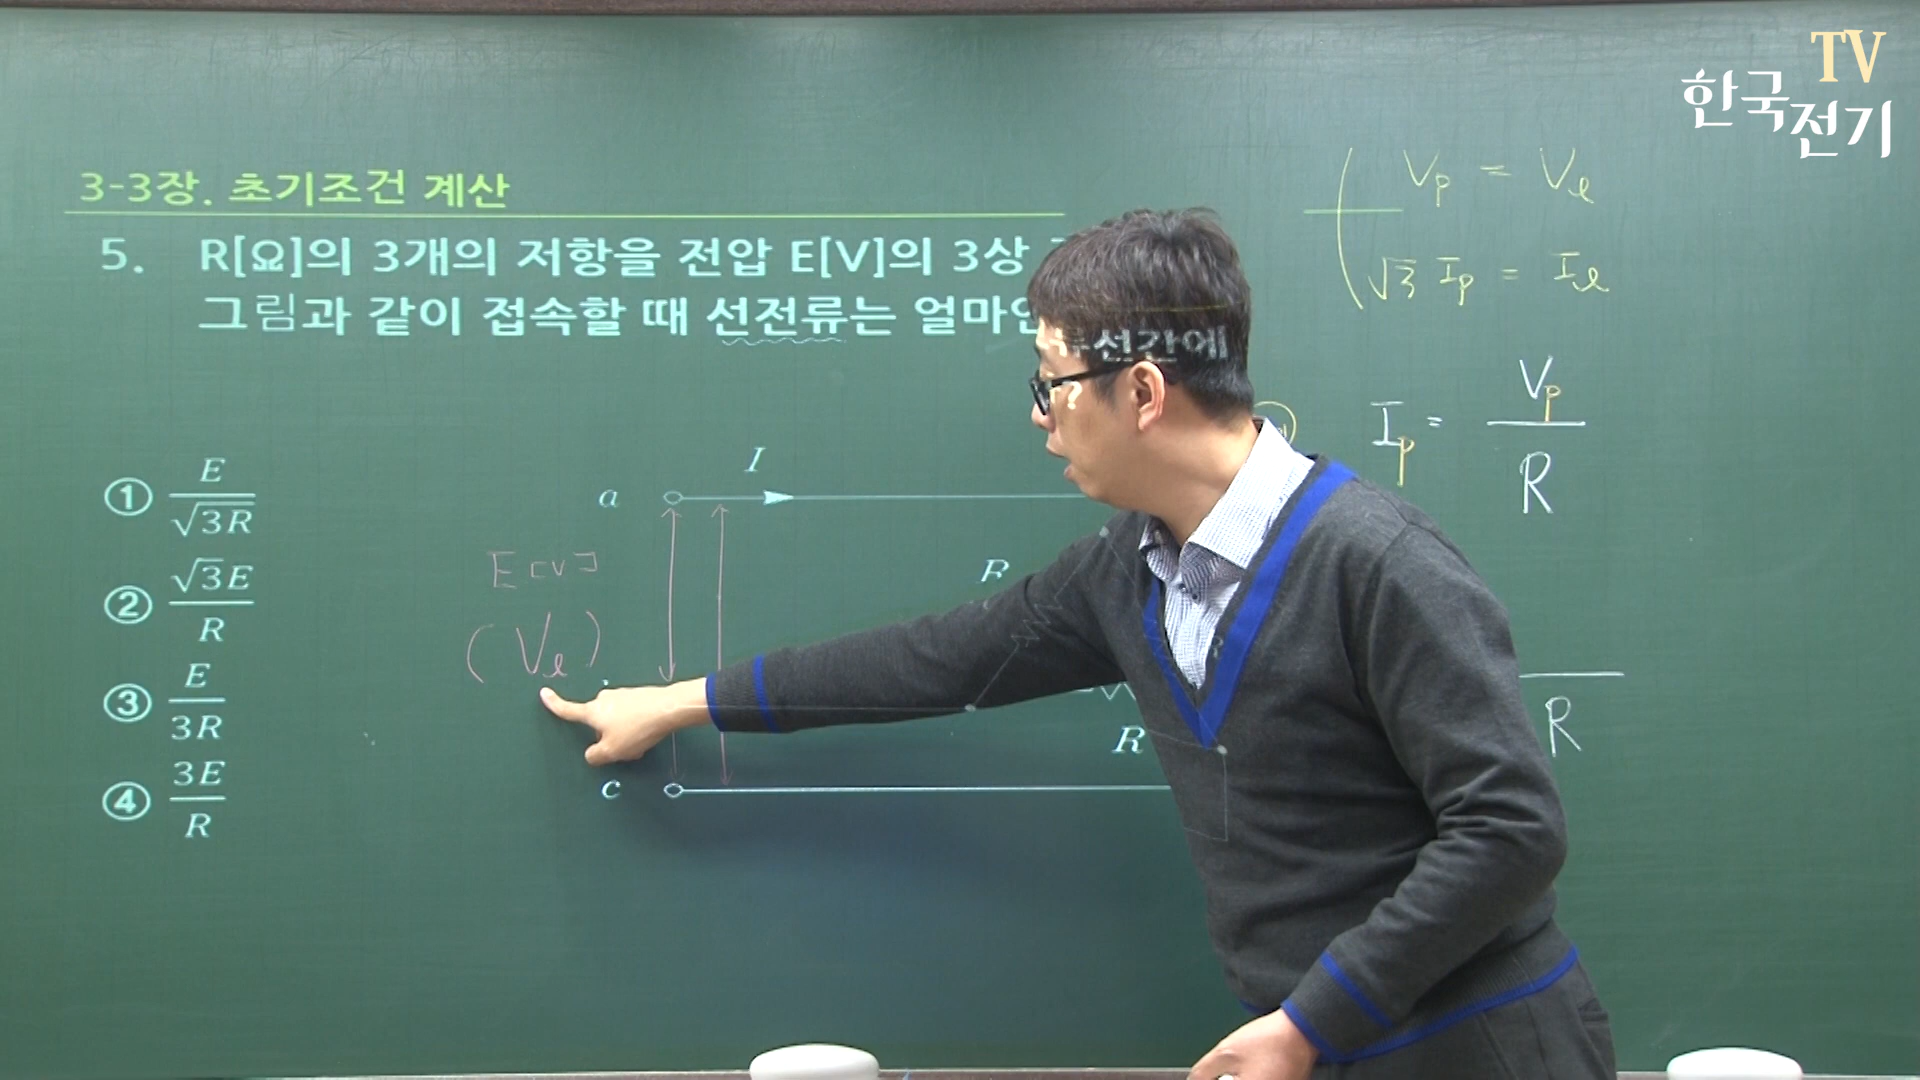 TV
한국전기
3-3장. 초기조건 계산
5. R[Ω]의 3개의 저항을 전압 E[V]의 3상
선간에
그림과 같이 접속할 때 선전류는 얼마인
?
① E/√3R
② √3E/R
③ E/3R
④ 3E/R
I
a
E[V]
(Vℓ)
R
R
c
Vp = Vℓ
√3 Ip = Iℓ
Ip = Vp/R
R